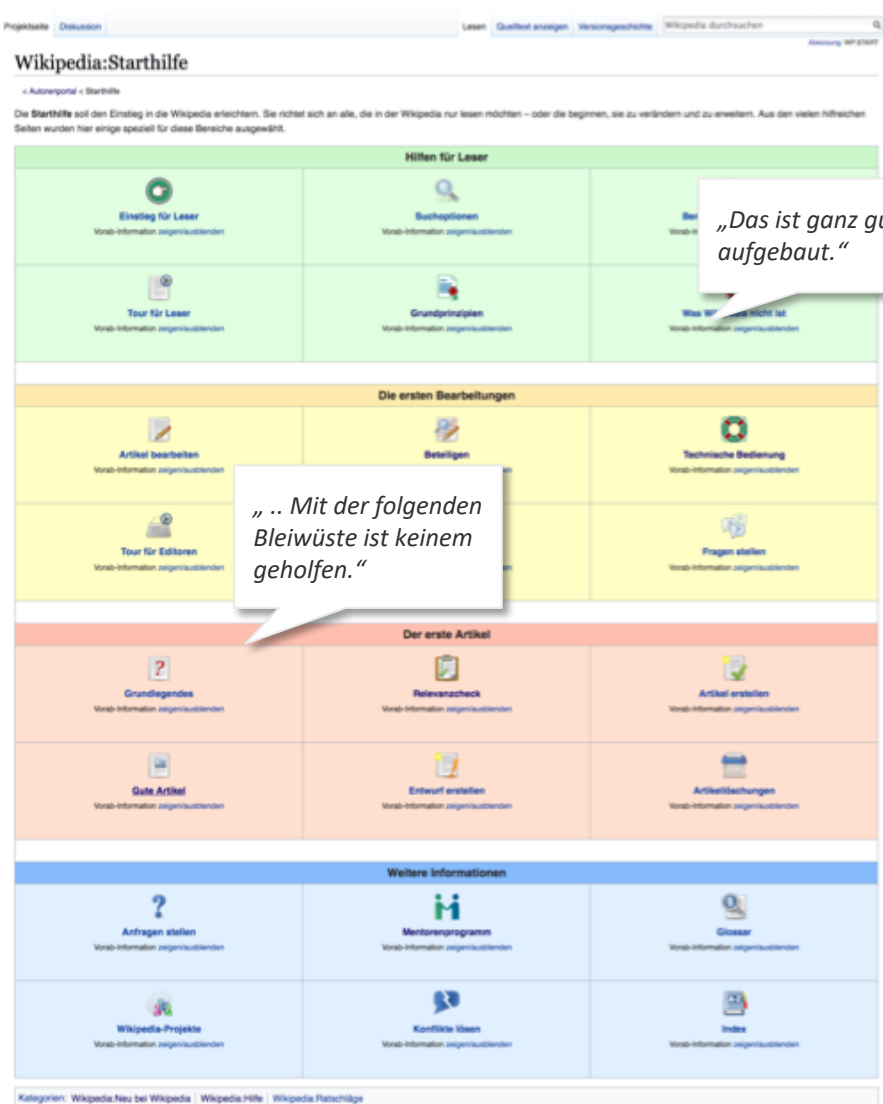 Projektseite Diskussion Lesen Quelltext anzeigen Versionsgeschichte Wikipedia durchsuchen
Abkürzung: WP:START
Wikipedia:Starthilfe
< Autorenportal < Starthilfe
Die Starthilfe soll den Einstieg in die Wikipedia erleichtern. Sie richtet sich an alle, die in der Wikipedia nur lesen möchten – oder die beginnen, sie zu verändern und zu erweitern. Aus den vielen hilfreichen
Seiten wurden hier einige speziell für diese Bereiche ausgewählt.
Hilfen für Leser
Einstieg für Leser Suchoptionen
Vorab-Information zeigen/ausblenden Vorab-Information zeigen/ausblenden
„Das ist ganz gu
aufgebaut.“
Tour für Leser Grundprinzipien Was nicht ist
Vorab-Information zeigen/ausblenden Vorab-Information zeigen/ausblenden Vorab-Information zeigen/ausblenden
Die ersten Bearbeitungen
Artikel bearbeiten Beteiligen Technische Bedienung
Vorab-Information zeigen/ausblenden Vorab-Information zeigen/ausblenden
„ .. Mit der folgenden
Bleiwüste ist keinem
geholfen.“
Tour für Editoren Fragen stellen
Vorab-Information zeigen/ausblenden Vorab-Information zeigen/ausblenden
Der erste Artikel
Grundlegendes Relevanzcheck Artikel erstellen
Vorab-Information zeigen/ausblenden Vorab-Information zeigen/ausblenden Vorab-Information zeigen/ausblenden
Gute Artikel Entwurf erstellen Artikellöschungen
Vorab-Information zeigen/ausblenden Vorab-Information zeigen/ausblenden Vorab-Information zeigen/ausblenden
Weitere Informationen
Anfragen stellen Mentorenprogramm Glossar
Vorab-Information zeigen/ausblenden Vorab-Information zeigen/ausblenden Vorab-Information zeigen/ausblenden
Wikipedia-Projekte Konflikte lösen Index
Vorab-Information zeigen/ausblenden Vorab-Information zeigen/ausblenden Vorab-Information zeigen/ausblenden
Kategorien: Wikipedia:Neu bei Wikipedia | Wikipedia:Hilfe | Wikipedia:Ratschläge